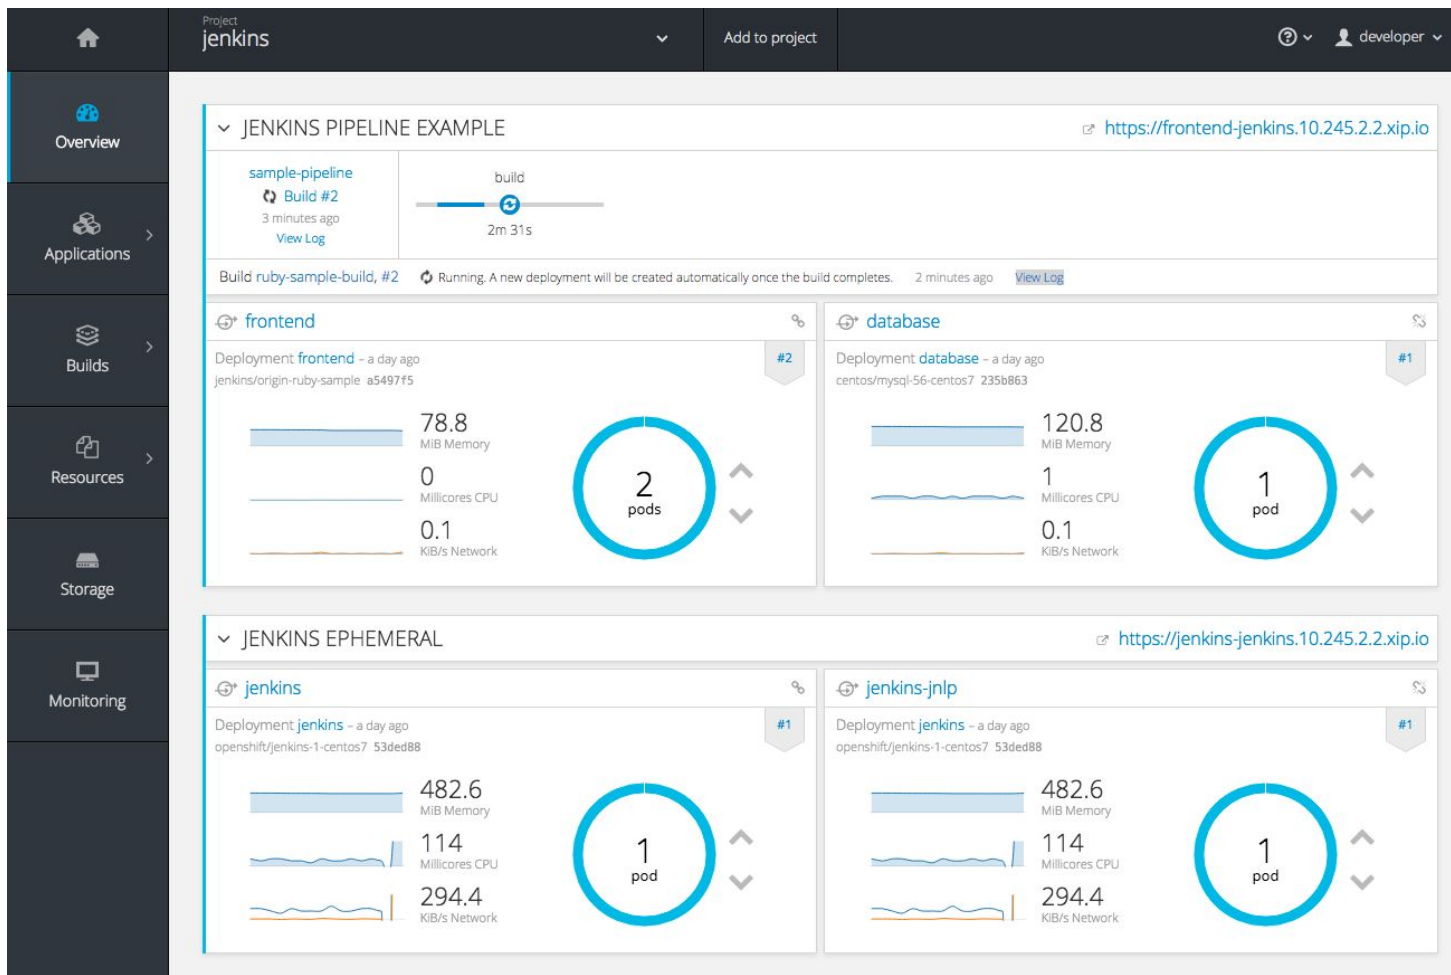 Project
jenkins
Add to project
developer
Overview
Applications
Builds
Resources
Storage
Monitoring
JENKINS PIPELINE EXAMPLE
https://frontend-jenkins.10.245.2.2.xip.io
sample-pipeline
Build #2
3 minutes ago
View Log
build
2m 31s
Build ruby-sample-build, #2 Running. A new deployment will be created automatically once the build completes. 2 minutes ago View Log
frontend
Deployment frontend – a day ago
jenkins/origin-ruby-sample a5497f5
#2
78.8
MiB Memory
0
Millicores CPU
0.1
KiB/s Network
2
pods
database
Deployment database – a day ago
centos/mysql-56-centos7 235b863
#1
120.8
MiB Memory
1
Millicores CPU
0.1
KiB/s Network
1
pod
JENKINS EPHEMERAL
https://jenkins-jenkins.10.245.2.2.xip.io
jenkins
Deployment jenkins – a day ago
openshift/jenkins-1-centos7 53ded88
#1
482.6
MiB Memory
114
Millicores CPU
294.4
KiB/s Network
1
pod
jenkins-jnlp
Deployment jenkins – a day ago
openshift/jenkins-1-centos7 53ded88
#1
482.6
MiB Memory
114
Millicores CPU
294.4
KiB/s Network
1
pod